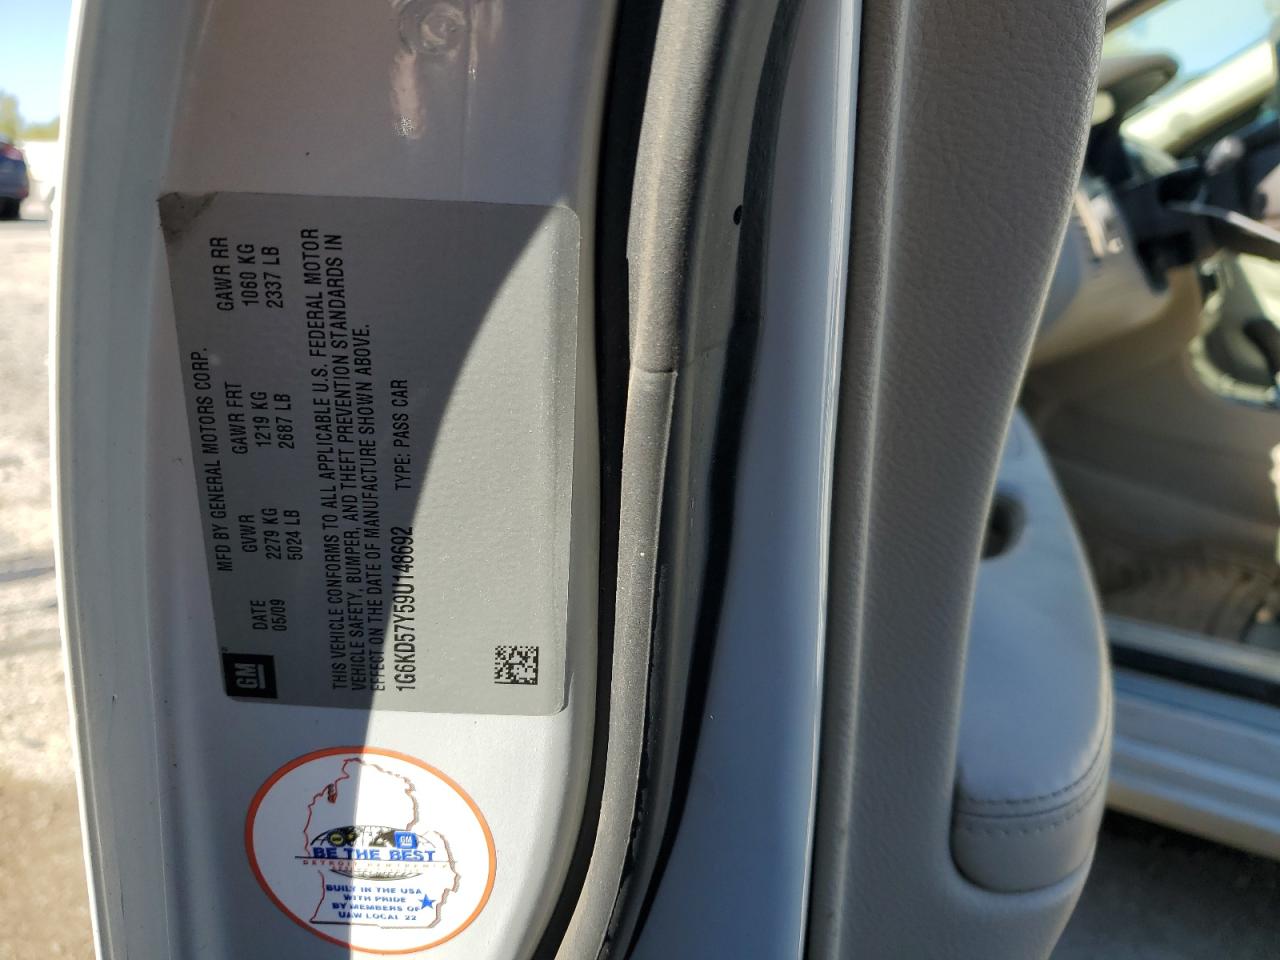 MFD BY GENERAL MOTORS CORP.
DATE GVWR GAWR FRT GAWR RR
05/09 2279 KG 1219 KG 1060 KG
5024 LB 2687 LB 2337 LB
GM
THIS VEHICLE CONFORMS TO ALL APPLICABLE U.S. FEDERAL MOTOR
VEHICLE SAFETY, BUMPER, AND THEFT PREVENTION STANDARDS IN
EFFECT ON THE DATE OF MANUFACTURE SHOWN ABOVE.
1G6KD57Y59U148692 TYPE: PASS CAR
GM
BE THE BEST
BUILT IN THE USA
WITH PRIDE
BY MEMBERS OF
UAW LOCAL 22